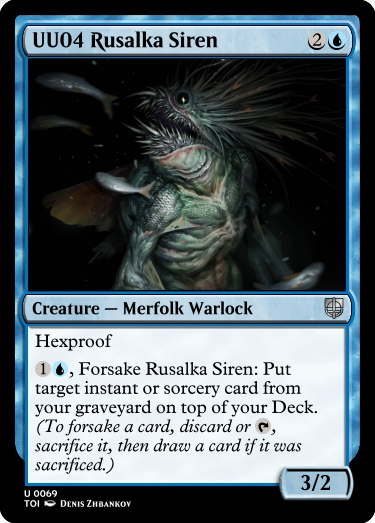 UU04 Rusalka Siren 2
Creature — Merfolk Warlock
Hexproof
1, Forsake Rusalka Siren: Put
target instant or sorcery card from
your graveyard on top of your Deck.
(To forsake a card, discard or ,
sacrifice it, then draw a card if it was
sacrificed.)
3/2
U 0069
TOI Denis Zhbankov